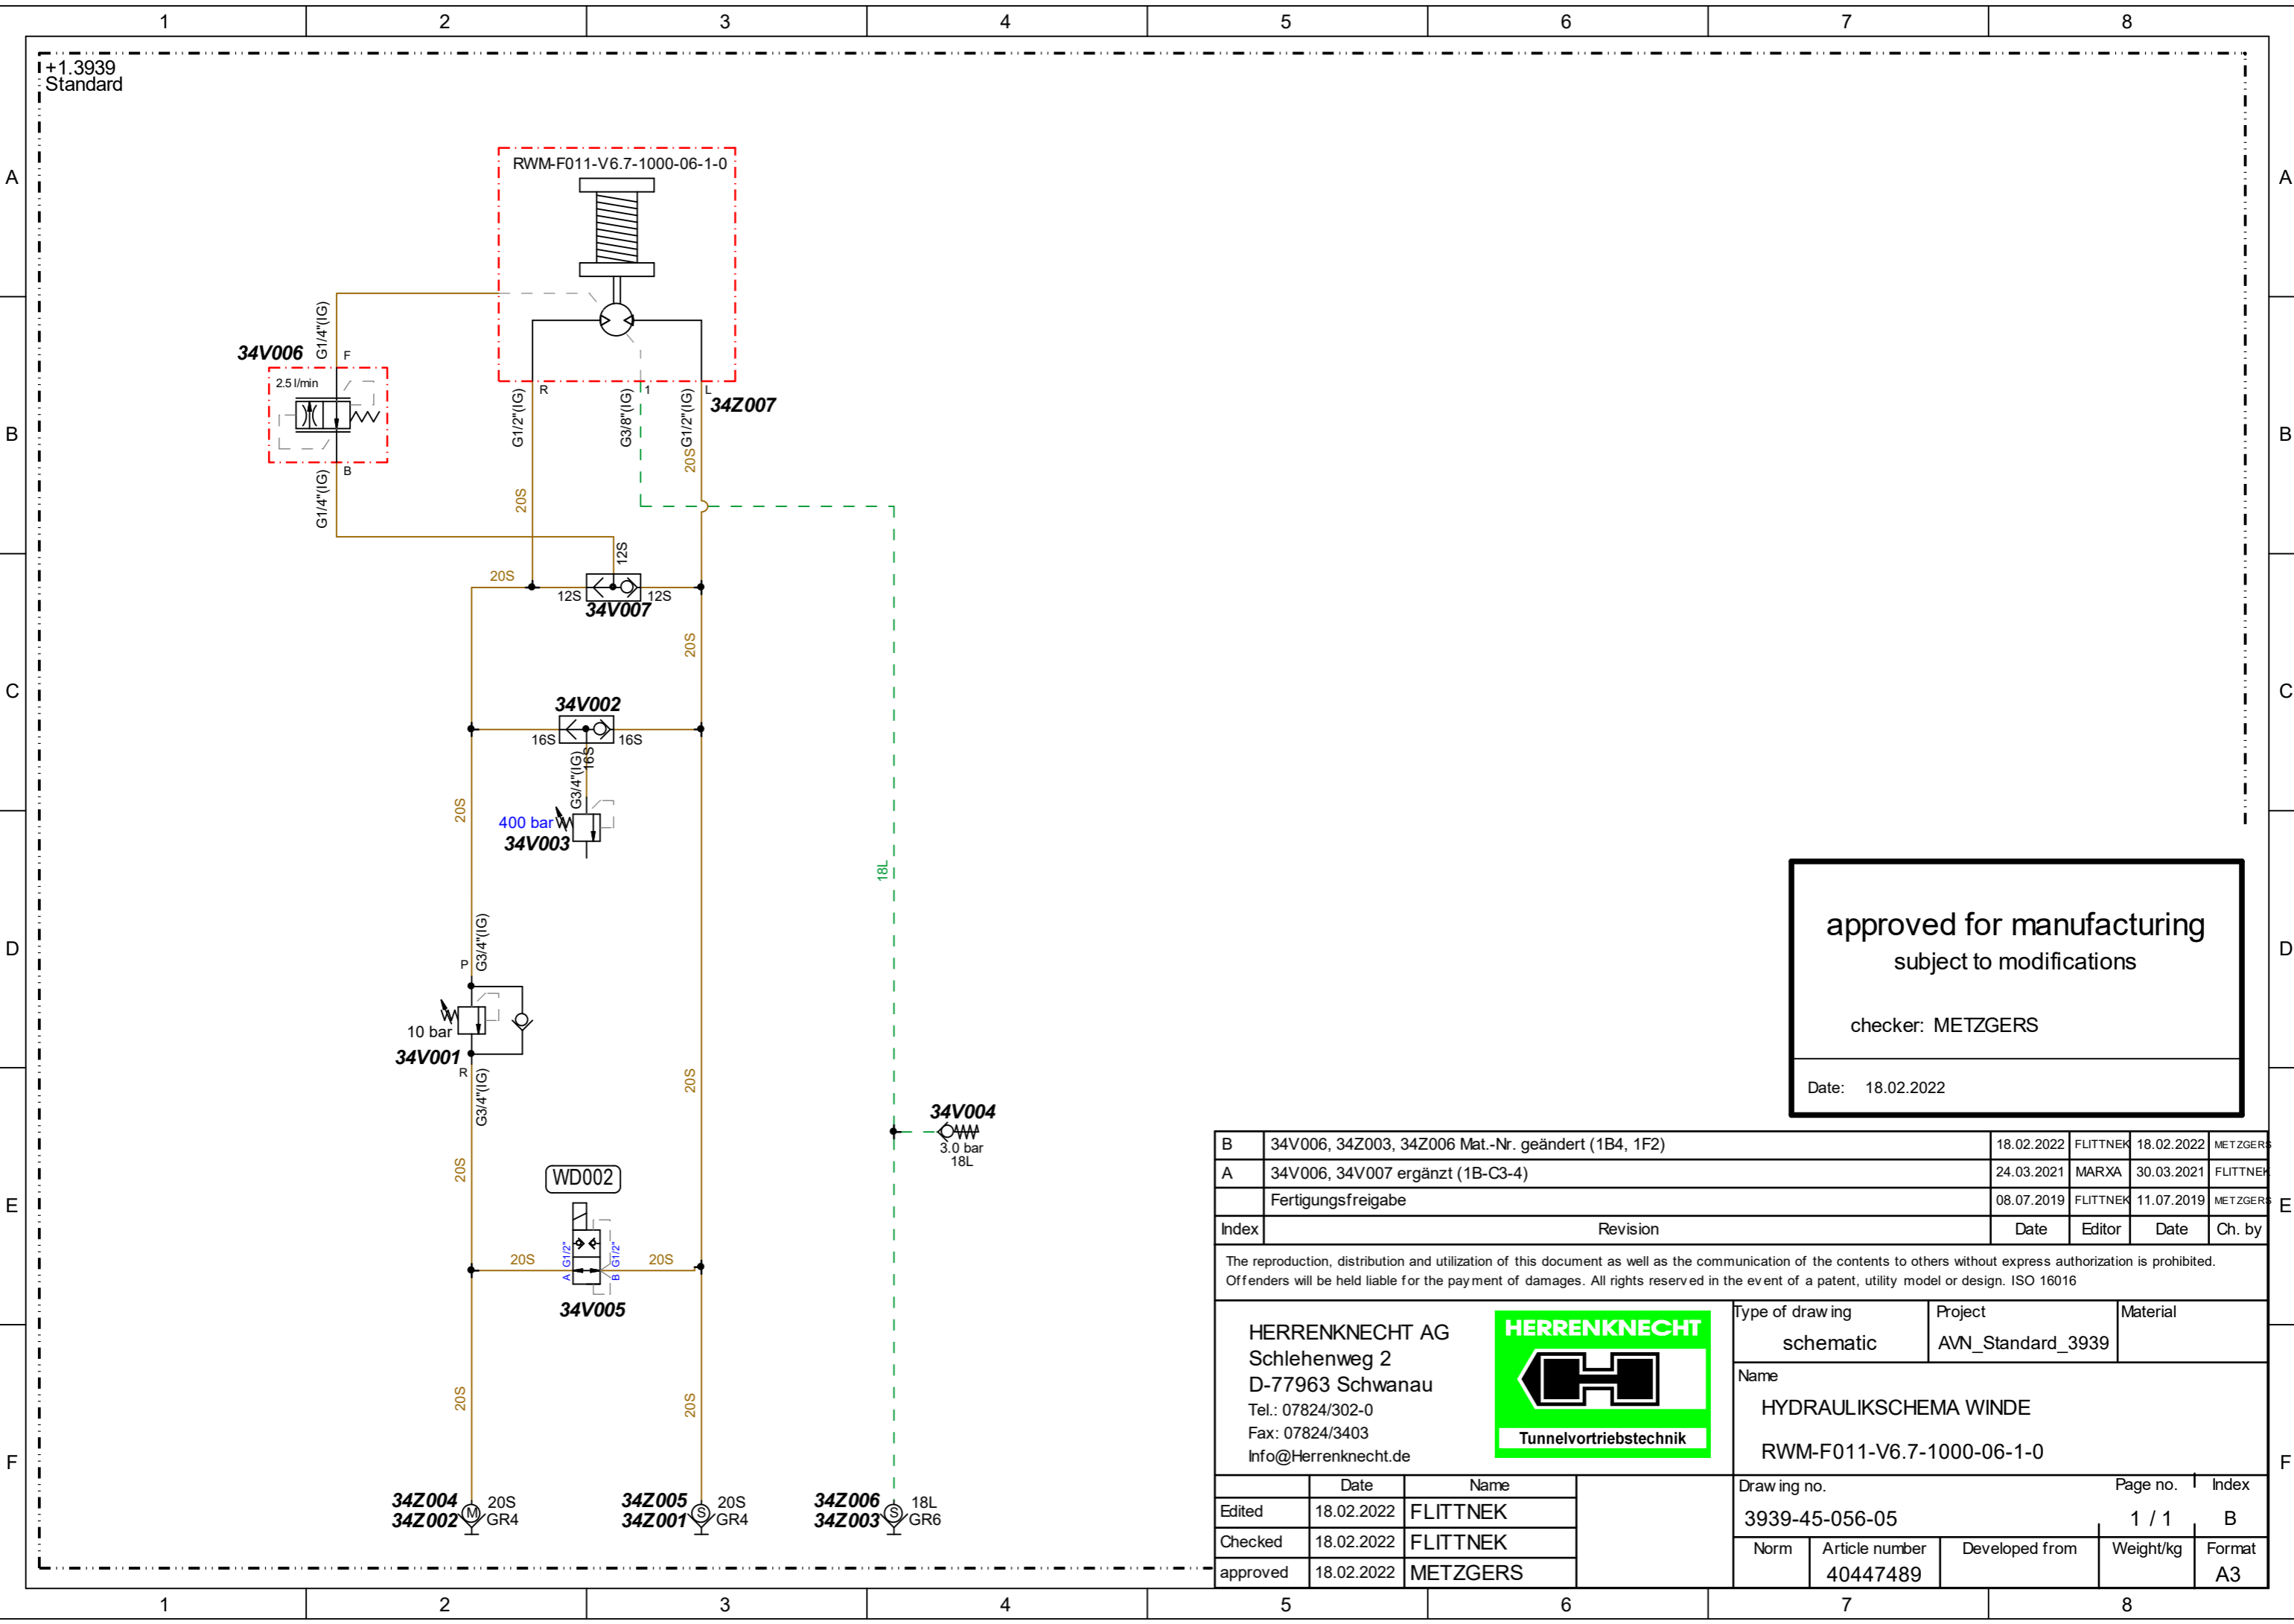 1 2 3 4 5 6 7 8
+1.3939
Standard
A A
RWM-F011-V6.7-1000-06-1-0
G1/4"(IG)
F
34V006
2.5 l/min
B
G1/4"(IG)
R
1
L
34Z007
G1/2"(IG)
G3/8"(IG)
G1/2"(IG)
20S
20S
B B
12S
20S
12S
12S
34V007
20S
34V002
16S
16S
16S
G3/4"(IG)
C C
400 bar
34V003
20S
18L
G3/4"(IG)
P
D D
10 bar
34V001
R
G3/4"(IG)
20S
20S
34V004
3.0 bar
18L
WD002
20S
A G1/2"
B G1/2"
20S
34V005
E E
20S
20S
34Z004
34Z002
M
20S
GR4
34Z005
34Z001
S
20S
GR4
34Z006
34Z003
S
18L
GR6
F F
approved for manufacturing
subject to modifications
checker: METZGERS
Date: 18.02.2022
B 34V006, 34Z003, 34Z006 Mat.-Nr. geändert (1B4, 1F2) 18.02.2022 FLITTNEK 18.02.2022 METZGERS
A 34V006, 34V007 ergänzt (1B-C3-4) 24.03.2021 MARXA 30.03.2021 FLITTNEK
Fertigungsfreigabe 08.07.2019 FLITTNEK 11.07.2019 METZGERS
Index Revision Date Editor Date Ch. by
The reproduction, distribution and utilization of this document as well as the communication of the contents to others without express authorization is prohibited.
Offenders will be held liable for the payment of damages. All rights reserved in the event of a patent, utility model or design. ISO 16016
HERRENKNECHT AG
Schlehenweg 2
D-77963 Schwanau
Tel.: 07824/302-0
Fax: 07824/3403
Info@Herrenknecht.de
HERRENKNECHT
Tunnelvortriebstechnik
Type of drawing
schematic
Project
AVN_Standard_3939
Material
Name
HYDRAULIKSCHEMA WINDE
RWM-F011-V6.7-1000-06-1-0
Date Name
Edited 18.02.2022 FLITTNEK
Checked 18.02.2022 FLITTNEK
approved 18.02.2022 METZGERS
Drawing no.
3939-45-056-05
Page no.
1 / 1
Index
B
Norm
Article number
40447489
Developed from
Weight/kg
Format
A3
1 2 3 4 5 6 7 8